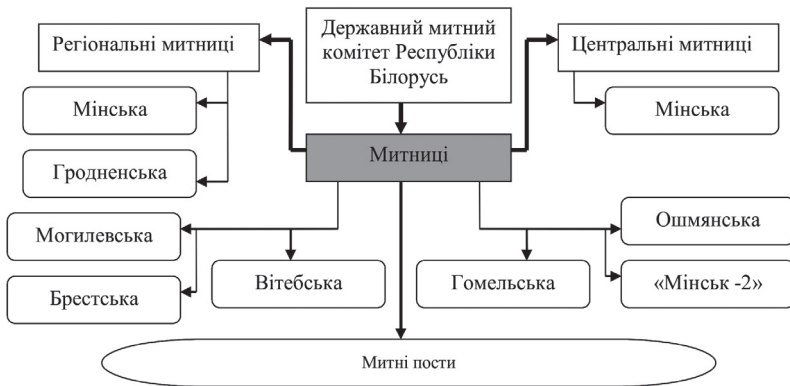 Регіональні митниці
Державний митний
комітет Республіки
Білорусь
Центральні митниці
Мінська
Мінська
Митниці
Гродненська
Могилевська
Ошмянська
Вітебська
Гомельська
Брестська
«Мінськ -2»
Митні пости